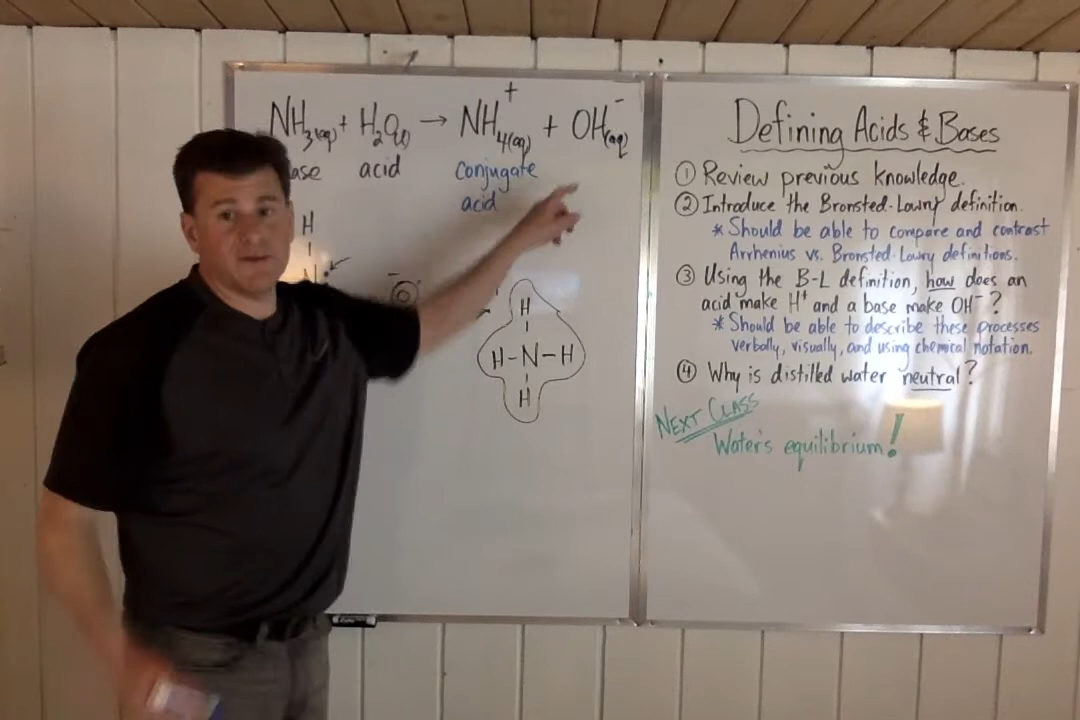 NH₃(aq) + H₂O(l) → NH₄⁺(aq) + OH⁻(aq)
ase acid conjugate
acid
H
N
H
H-N-H
H
Defining Acids & Bases
① Review previous knowledge.
② Introduce the Bronsted-Lowry definition.
* Should be able to compare and contrast
Arrhenius vs. Bronsted-Lowry definitions.
③ Using the B-L definition, how does an
acid make H⁺ and a base make OH⁻?
* Should be able to describe these processes
verbally, visually, and using chemical notation.
④ Why is distilled water neutral?
NEXT CLASS
Water's equilibrium!